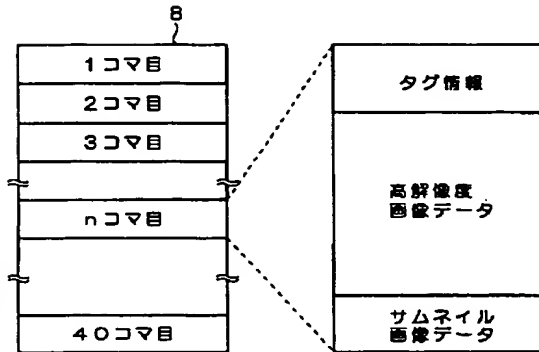 8
1コマ目
2コマ目
3コマ目
nコマ目
40コマ目
タグ情報
高解像度
画像データ
サムネイル
画像データ